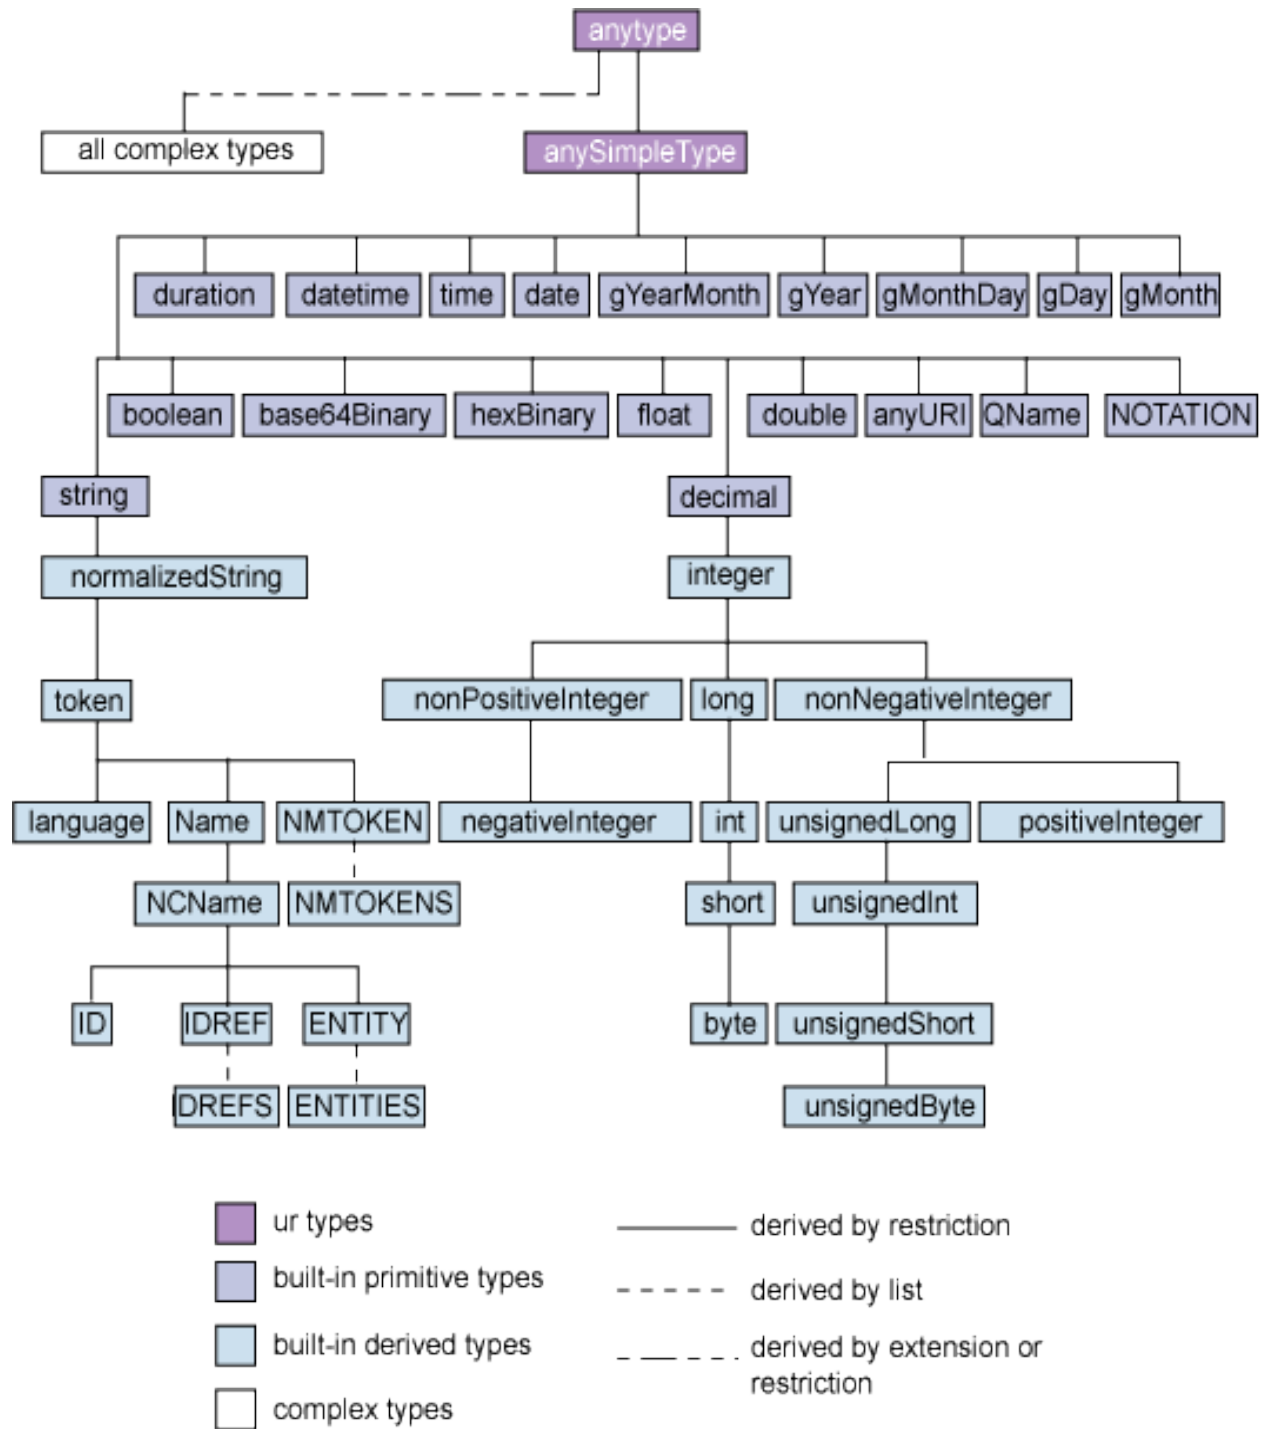 anytype
all complex types
anySimpleType
duration datetime time date gYearMonth gYear gMonthDay gDay gMonth
boolean base64Binary hexBinary float double anyURI QName NOTATION
string decimal
normalizedString integer
token nonPositiveInteger long nonNegativeInteger
language Name NMTOKEN negativeInteger int unsignedLong positiveInteger
NCName NMTOKENS short unsignedInt
ID IDREF ENTITY byte unsignedShort
IDREFS ENTITIES unsignedByte
ur types
derived by restriction
built-in primitive types
derived by list
built-in derived types
derived by extension or
restriction
complex types